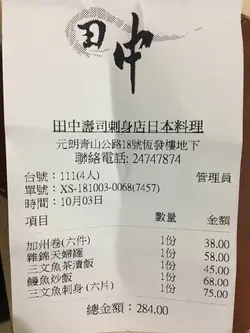 田中
田中壽司刺身店日本料理
元朗青山公路18號恆發樓地下
聯絡電話: 24747874
台號：111(4人) 管理員
單號：XS-181003-0068(7457)
時間：10月03日
項目 數量 金額
加州卷(六件) 1份 38.00
雜錦天婦羅 1份 58.00
三文魚茶漬飯 1份 45.00
鰻魚炒飯 1份 68.00
三文魚刺身(六片) 1份 75.00
總金額：284.00